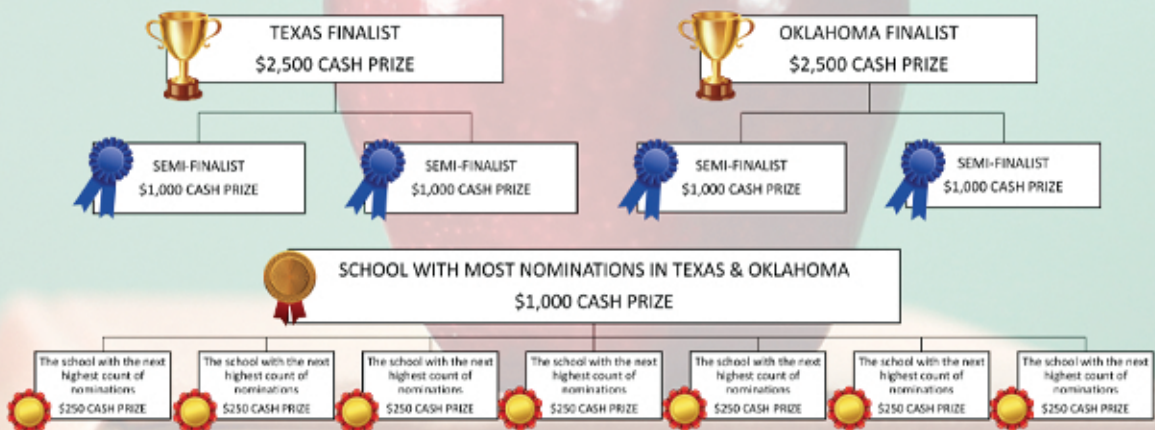 TEXAS FINALIST
$2,500 CASH PRIZE
OKLAHOMA FINALIST
$2,500 CASH PRIZE
SEMI-FINALIST
$1,000 CASH PRIZE
SEMI-FINALIST
$1,000 CASH PRIZE
SEMI-FINALIST
$1,000 CASH PRIZE
SEMI-FINALIST
$1,000 CASH PRIZE
SCHOOL WITH MOST NOMINATIONS IN TEXAS & OKLAHOMA
$1,000 CASH PRIZE
The school with the next
highest count of
nominations
$250 CASH PRIZE
The school with the next
highest count of
nominations
$250 CASH PRIZE
The school with the next
highest count of
nominations
$250 CASH PRIZE
The school with the next
highest count of
nominations
$250 CASH PRIZE
The school with the next
highest count of
nominations
$250 CASH PRIZE
The school with the next
highest count of
nominations
$250 CASH PRIZE
The school with the next
highest count of
nominations
$250 CASH PRIZE